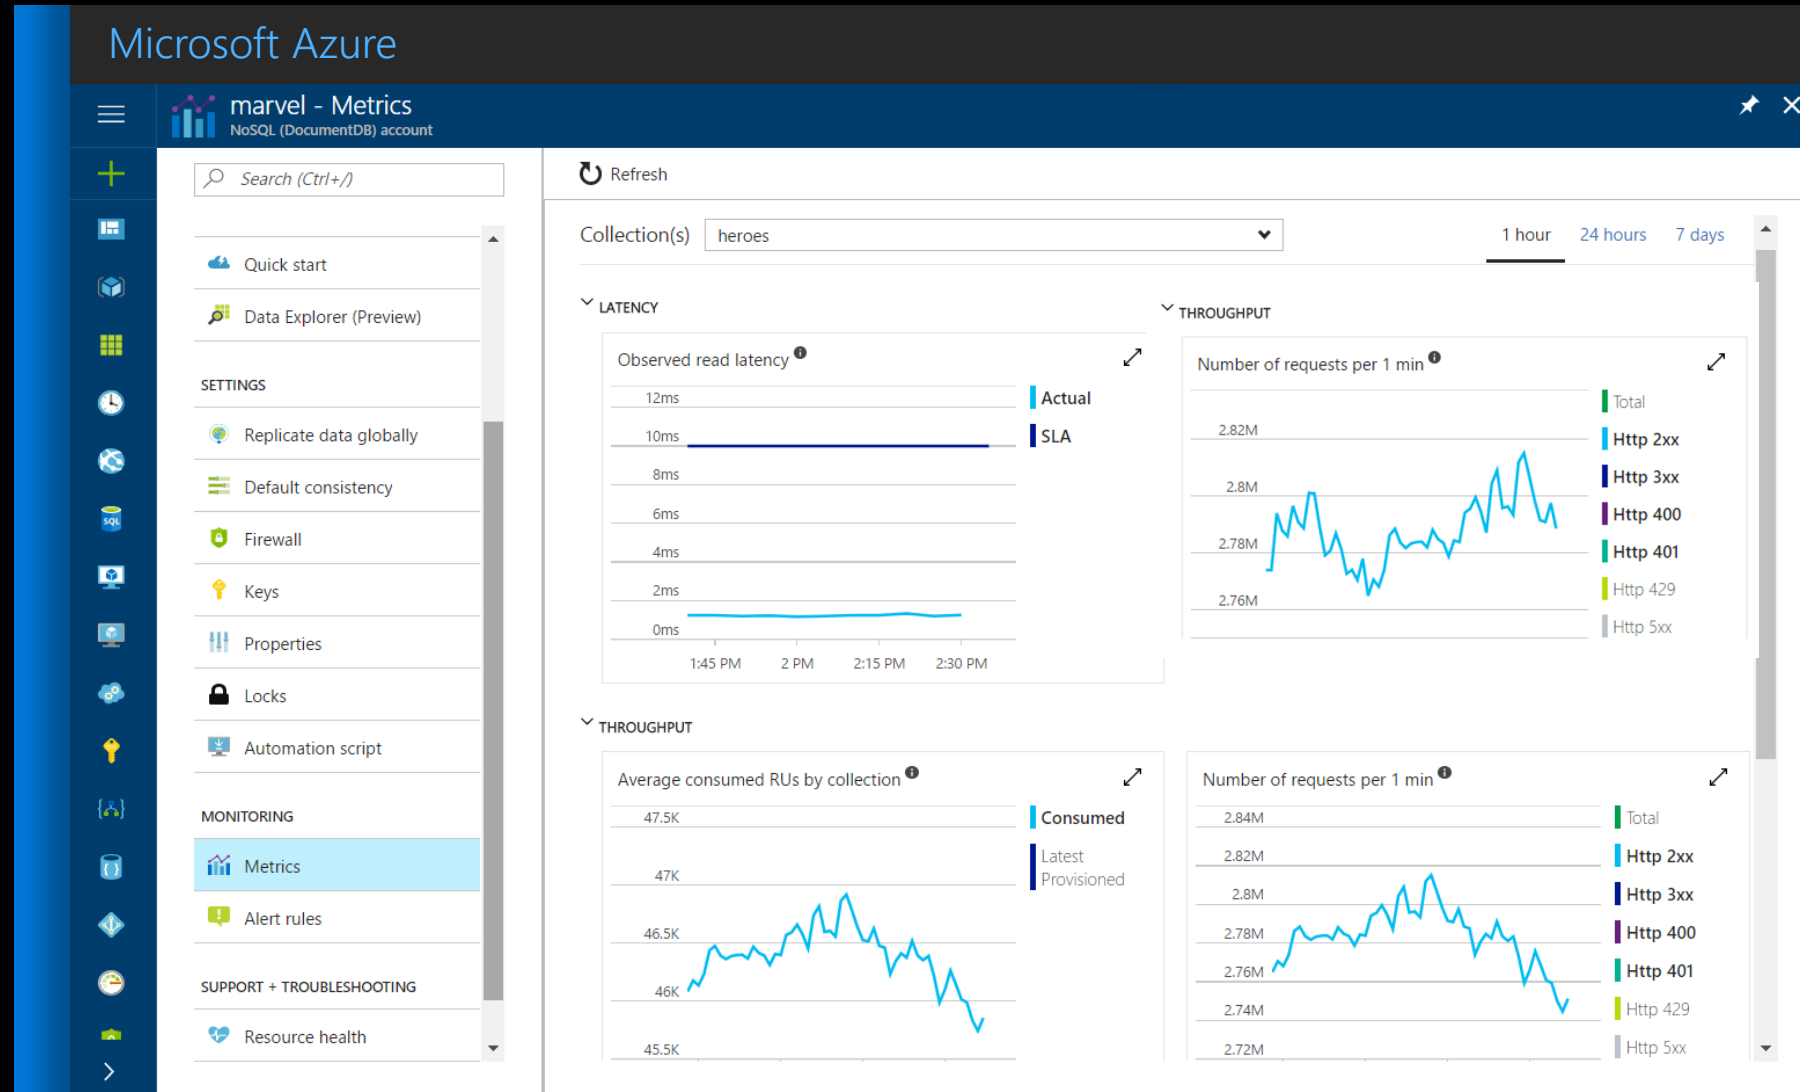 Microsoft Azure
marvel - Metrics
NoSQL (DocumentDB) account
Search (Ctrl+/)
Quick start
Data Explorer (Preview)
SETTINGS
Replicate data globally
Default consistency
Firewall
Keys
Properties
Locks
Automation script
MONITORING
Metrics
Alert rules
SUPPORT + TROUBLESHOOTING
Resource health
SQL
Refresh
Collection(s)
heroes
1 hour
24 hours
7 days
LATENCY
Observed read latency
12ms
10ms
8ms
6ms
4ms
2ms
0ms
1:45 PM
2 PM
2:15 PM
2:30 PM
Actual
SLA
THROUGHPUT
Number of requests per 1 min
2.82M
2.8M
2.78M
2.76M
Total
Http 2xx
Http 3xx
Http 400
Http 401
Http 429
Http 5xx
THROUGHPUT
Average consumed RUs by collection
47.5K
47K
46.5K
46K
45.5K
Consumed
Latest
Provisioned
Number of requests per 1 min
2.84M
2.82M
2.8M
2.78M
2.76M
2.74M
2.72M
Total
Http 2xx
Http 3xx
Http 400
Http 401
Http 429
Http 5xx